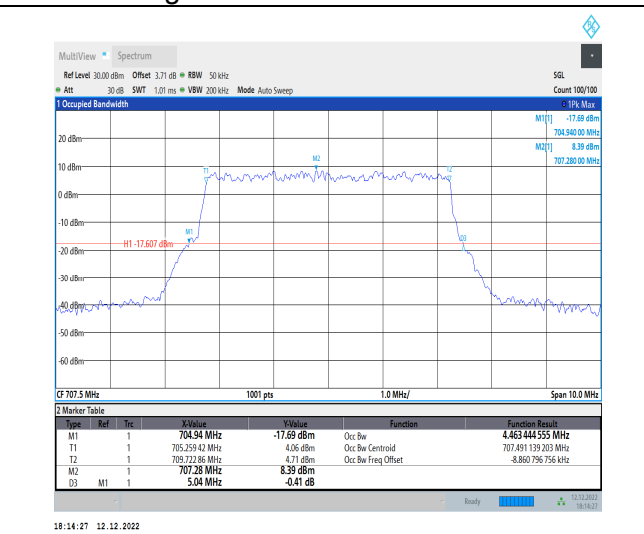 MultiView Spectrum
Ref Level 30.00 dBm Offset 3.71 dB RBW 50 kHz SGL
Att 30 dB SWT 1.01 ms VBW 200 kHz Mode Auto Sweep Count 100/100
1 Occupied Bandwidth 1Pk Max
M1[1] -17.69 dBm
704.940 00 MHz
20 dBm
M2[1] 8.39 dBm
707.280 00 MHz
M2
10 dBm
T1
T2
0 dBm
-10 dBm
M1
D3
H1 -17.607 dBm
-20 dBm
-30 dBm
-40 dBm
-50 dBm
-60 dBm
CF 707.5 MHz 1001 pts 1.0 MHz/ Span 10.0 MHz
2 Marker Table
Type Ref Trc X-Value Y-Value Function Function Result
M1 1 704.94 MHz -17.69 dBm Occ Bw 4.463 444 555 MHz
T1 1 705.259 42 MHz 4.06 dBm Occ Bw Centroid 707.491 139 203 MHz
T2 1 709.722 86 MHz 4.71 dBm Occ Bw Freq Offset -8.860 796 756 kHz
M2 1 707.28 MHz 8.39 dBm
D3 M1 1 5.04 MHz -0.41 dB
Ready 12.12.2022
18:14:27
18:14:27 12.12.2022